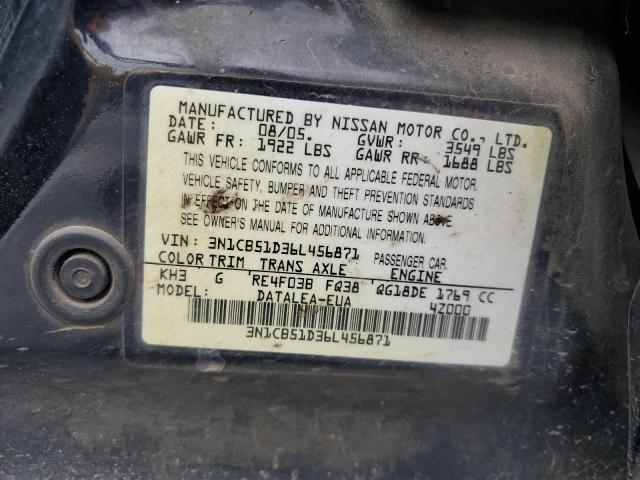 MANUFACTURED BY NISSAN MOTOR CO., LTD.
DATE: 08/05. GVWR: 3549 LBS
GAWR FR: 1922 LBS GAWR RR: 1688 LBS
THIS VEHICLE CONFORMS TO ALL APPLICABLE FEDERAL MOTOR
VEHICLE SAFETY, BUMPER AND THEFT PREVENTION STANDARDS
IN EFFECT ON THE DATE OF MANUFACTURE SHOWN ABOVE.
SEE OWNER'S MANUAL FOR ADDITIONAL INFORMATION.
VIN: 3N1CB51D36L456871 PASSENGER CAR.
COLOR TRIM TRANS AXLE ENGINE
KH3 G RE4F03B FQ38 QG18DE 1769 CC
MODEL: DATALEA-EUA 4Z000
3N1CB51D36L456871